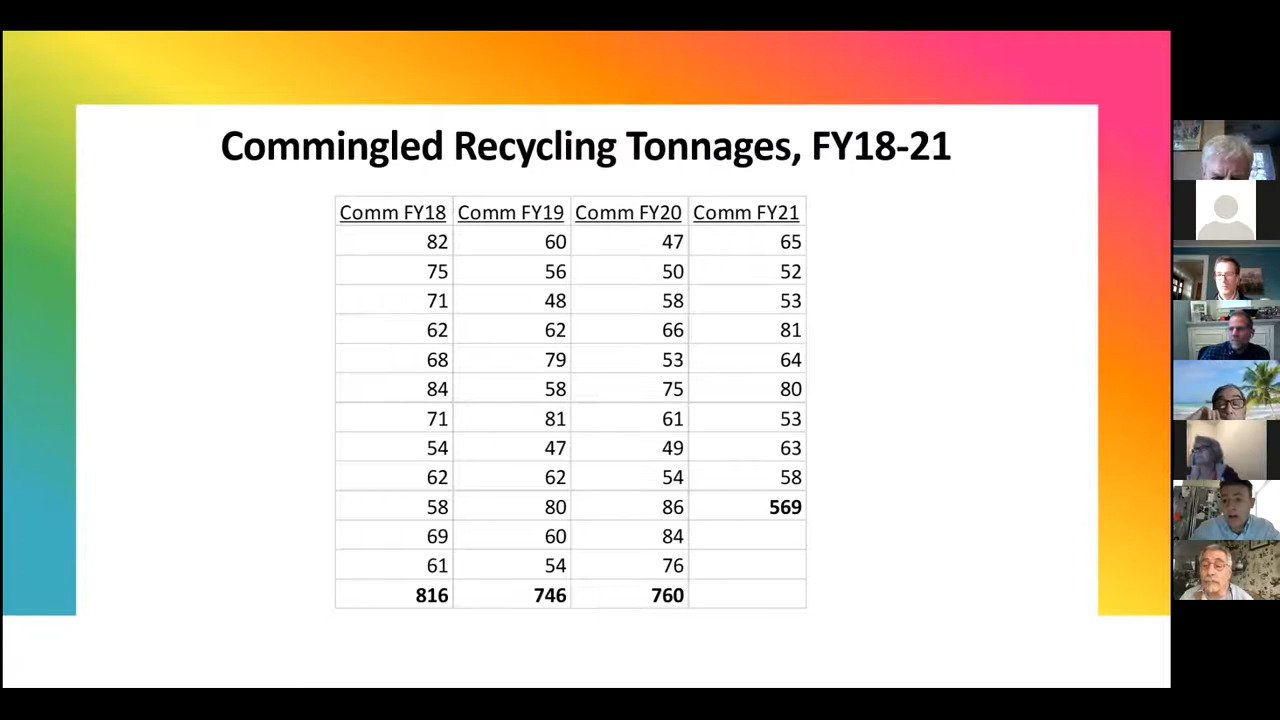 Commingled Recycling Tonnages, FY18-21
Comm FY18 Comm FY19 Comm FY20 Comm FY21
82 60 47 65
75 56 50 52
71 48 58 53
62 62 66 81
68 79 53 64
84 58 75 80
71 81 61 53
54 47 49 63
62 62 54 58
58 80 86 569
69 60 84
61 54 76
816 746 760